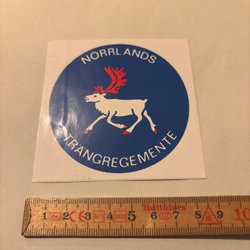 NORRLANDS
TRÄNGREGEMENTE
1 2 3 4 5 6 7 8 9 10